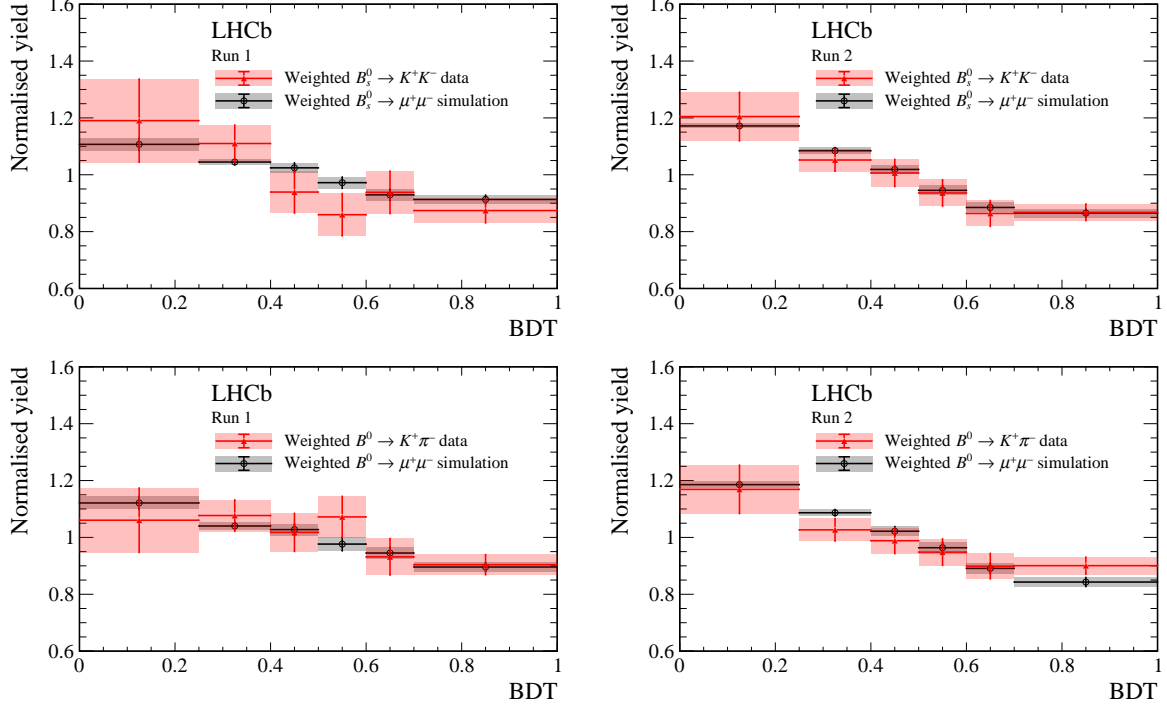 Normalised yield
1.6
1.4
1.2
1
0.8
0.6
LHCb
Run 1
Weighted B⁰ₛ → K⁺K⁻ data
Weighted B⁰ₛ → μ⁺μ⁻ simulation
0 0.2 0.4 0.6 0.8 1
BDT
Normalised yield
1.6
1.4
1.2
1
0.8
0.6
LHCb
Run 2
Weighted B⁰ₛ → K⁺K⁻ data
Weighted B⁰ₛ → μ⁺μ⁻ simulation
0 0.2 0.4 0.6 0.8 1
BDT
Normalised yield
1.6
1.4
1.2
1
0.8
0.6
LHCb
Run 1
Weighted B⁰ → K⁺π⁻ data
Weighted B⁰ → μ⁺μ⁻ simulation
0 0.2 0.4 0.6 0.8 1
BDT
Normalised yield
1.6
1.4
1.2
1
0.8
0.6
LHCb
Run 2
Weighted B⁰ → K⁺π⁻ data
Weighted B⁰ → μ⁺μ⁻ simulation
0 0.2 0.4 0.6 0.8 1
BDT